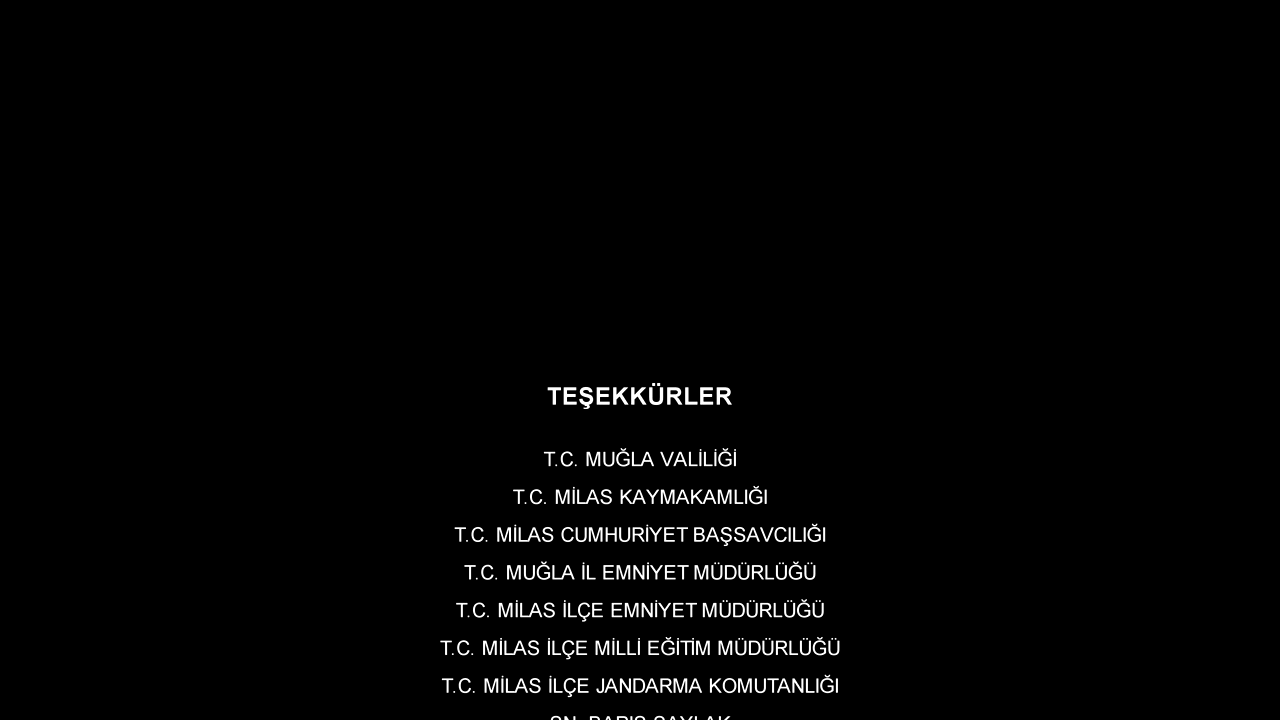 TEŞEKKÜRLER
T.C. MUĞLA VALİLİĞİ
T.C. MİLAS KAYMAKAMLIĞI
T.C. MİLAS CUMHURİYET BAŞSAVCILIĞI
T.C. MUĞLA İL EMNİYET MÜDÜRLÜĞÜ
T.C. MİLAS İLÇE EMNİYET MÜDÜRLÜĞÜ
T.C. MİLAS İLÇE MİLLİ EĞİTİM MÜDÜRLÜĞÜ
T.C. MİLAS İLÇE JANDARMA KOMUTANLIĞI